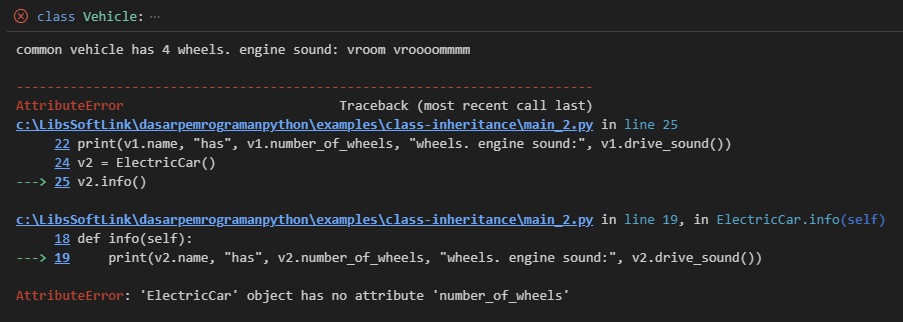 class Vehicle: ···
common vehicle has 4 wheels. engine sound: vroom vroooommmm
---------------------------------------------------------------------------
AttributeError                            Traceback (most recent call last)
c:\LibsSoftLink\dasarpemrogramanpython\examples\class-inheritance\main_2.py in line 25
     22 print(v1.name, "has", v1.number_of_wheels, "wheels. engine sound:", v1.drive_sound())
     24 v2 = ElectricCar()
---> 25 v2.info()
c:\LibsSoftLink\dasarpemrogramanpython\examples\class-inheritance\main_2.py in line 19, in ElectricCar.info(self)
     18 def info(self):
---> 19     print(v2.name, "has", v2.number_of_wheels, "wheels. engine sound:", v2.drive_sound())
AttributeError: 'ElectricCar' object has no attribute 'number_of_wheels'